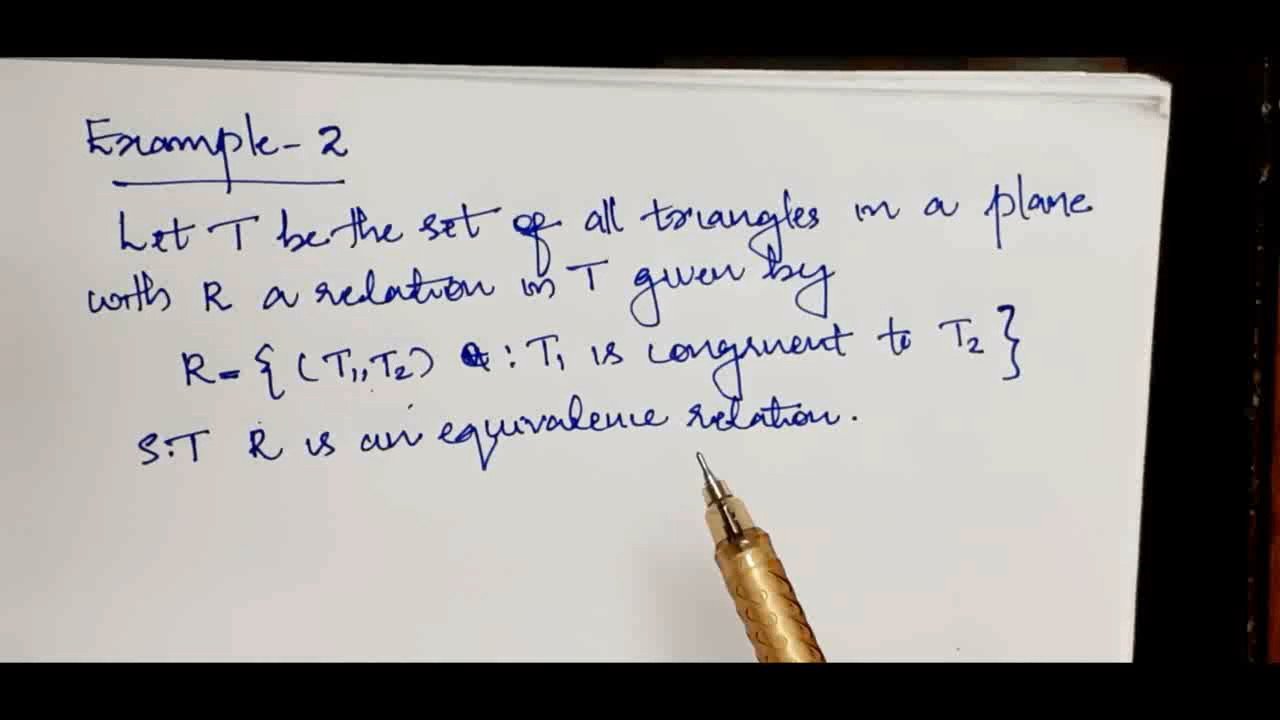 Example-2
Let T be the set of all triangles in a plane
with R a relation in T given by
R = { (T₁, T₂) : T₁ is congruent to T₂ }
S.T R is an equivalence relation.